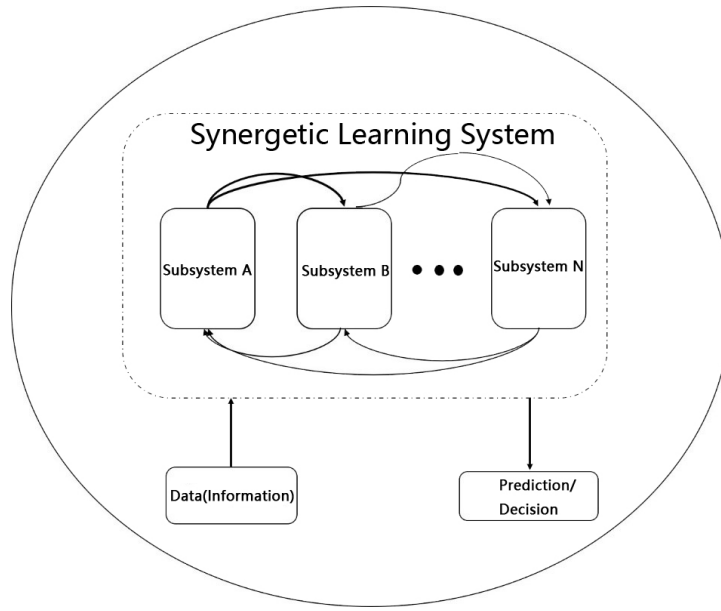 Synergetic Learning System
Subsystem A
Subsystem B
Subsystem N
Data(Information)
Prediction/
Decision